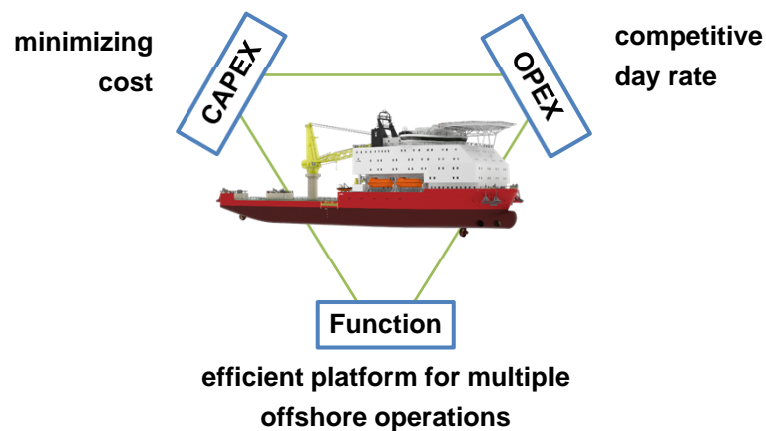 minimizing
cost
CAPEX
OPEX
competitive
day rate
Function
efficient platform for multiple
offshore operations